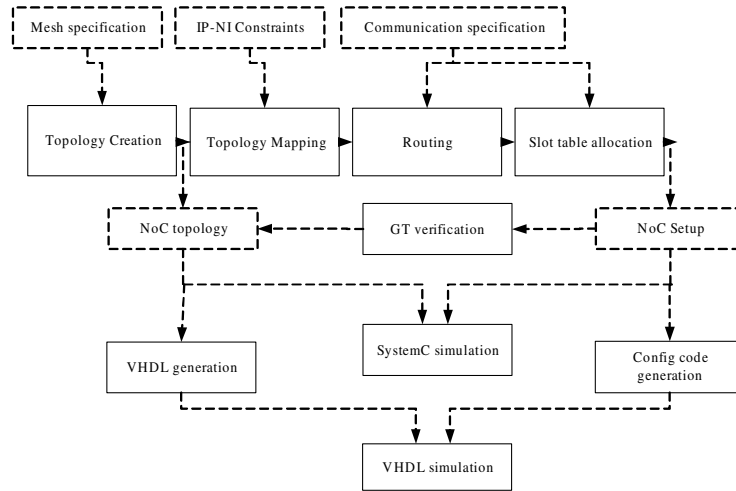 Mesh specification
IP-NI Constraints
Communication specification
Topology Creation
Topology Mapping
Routing
Slot table allocation
NoC topology
GT verification
NoC Setup
SystemC simulation
VHDL generation
Config code
generation
VHDL simulation